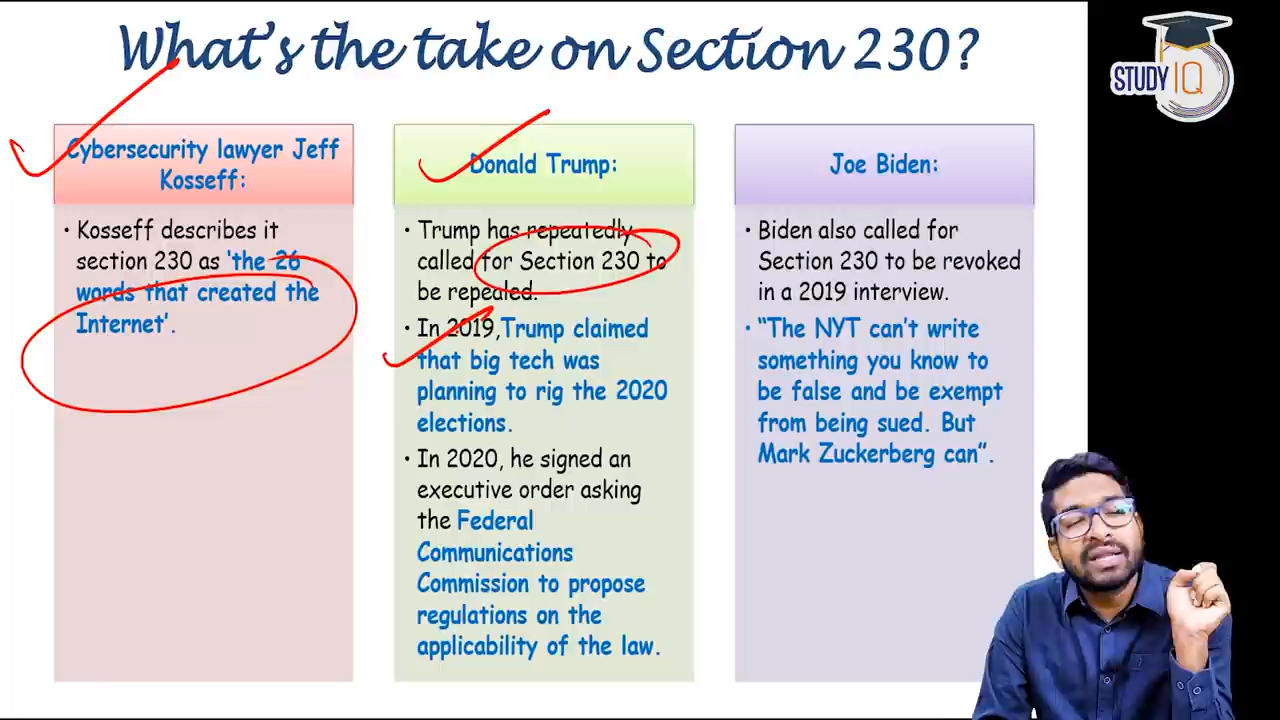 What's the take on Section 230?
STUDY IQ
Cybersecurity lawyer Jeff
Kosseff:
• Kosseff describes it
section 230 as ‘the 26
words that created the
Internet’.
Donald Trump:
• Trump has repeatedly
called for Section 230 to
be repealed.
• In 2019,Trump claimed
that big tech was
planning to rig the 2020
elections.
• In 2020, he signed an
executive order asking
the Federal
Communications
Commission to propose
regulations on the
applicability of the law.
Joe Biden:
• Biden also called for
Section 230 to be revoked
in a 2019 interview.
• “The NYT can’t write
something you know to
be false and be exempt
from being sued. But
Mark Zuckerberg can”.